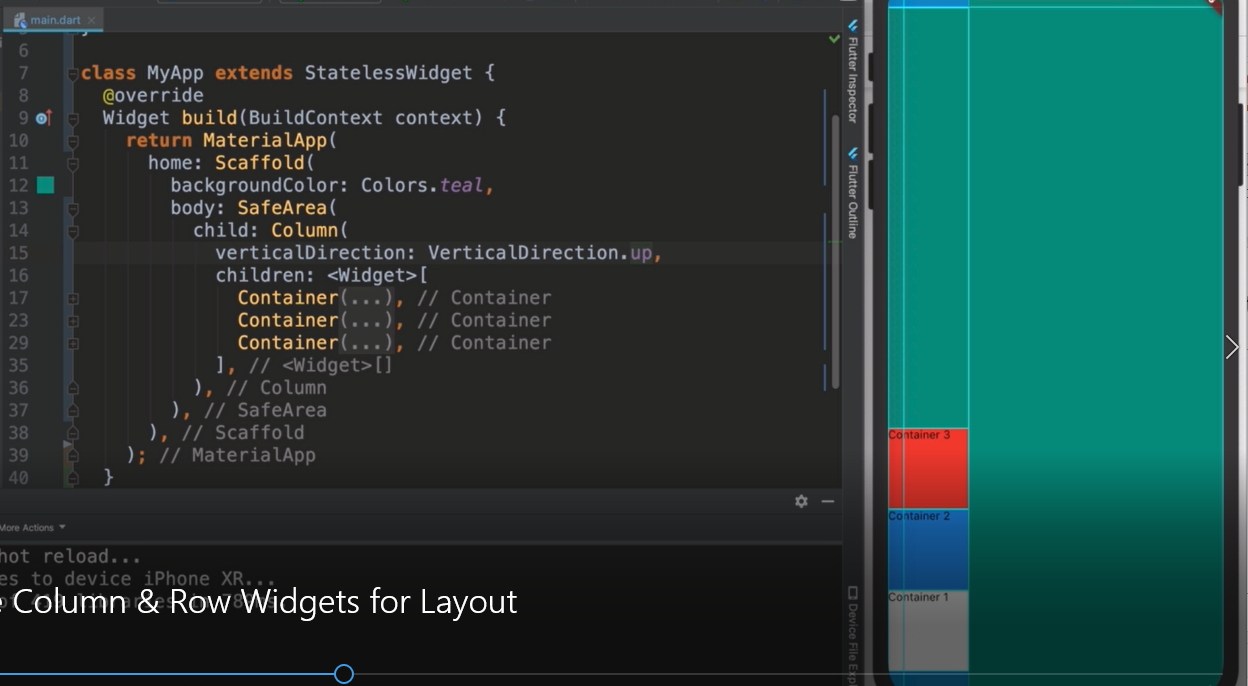 main.dart
6
7 class MyApp extends StatelessWidget {
8 @override
9 Widget build(BuildContext context) {
10 return MaterialApp(
11 home: Scaffold(
12 backgroundColor: Colors.teal,
13 body: SafeArea(
14 child: Column(
15 verticalDirection: VerticalDirection.up,
16 children: <Widget>[
17 Container(...), // Container
23 Container(...), // Container
29 Container(...), // Container
35 ], // <Widget>[]
36 ), // Column
37 ), // SafeArea
38 ), // Scaffold
39 ); // MaterialApp
40 }
More Actions
hot reload...
es to device iPhone XR...
Column & Row Widgets for Layout
Flutter Inspector
Flutter Outline
Device File Expl
Container 3
Container 2
Container 1